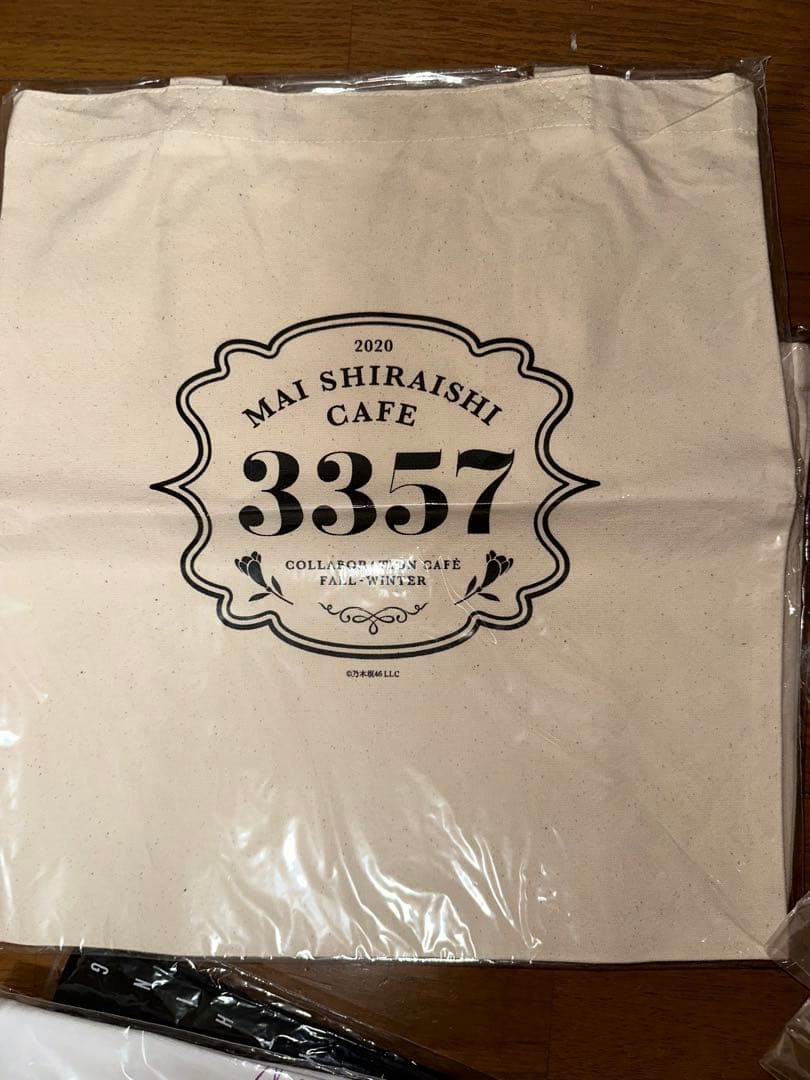 2020
MAI SHIRAISHI
CAFE
3357
COLLABORATION CAFÉ
FALL-WINTER
©乃木坂46 LLC